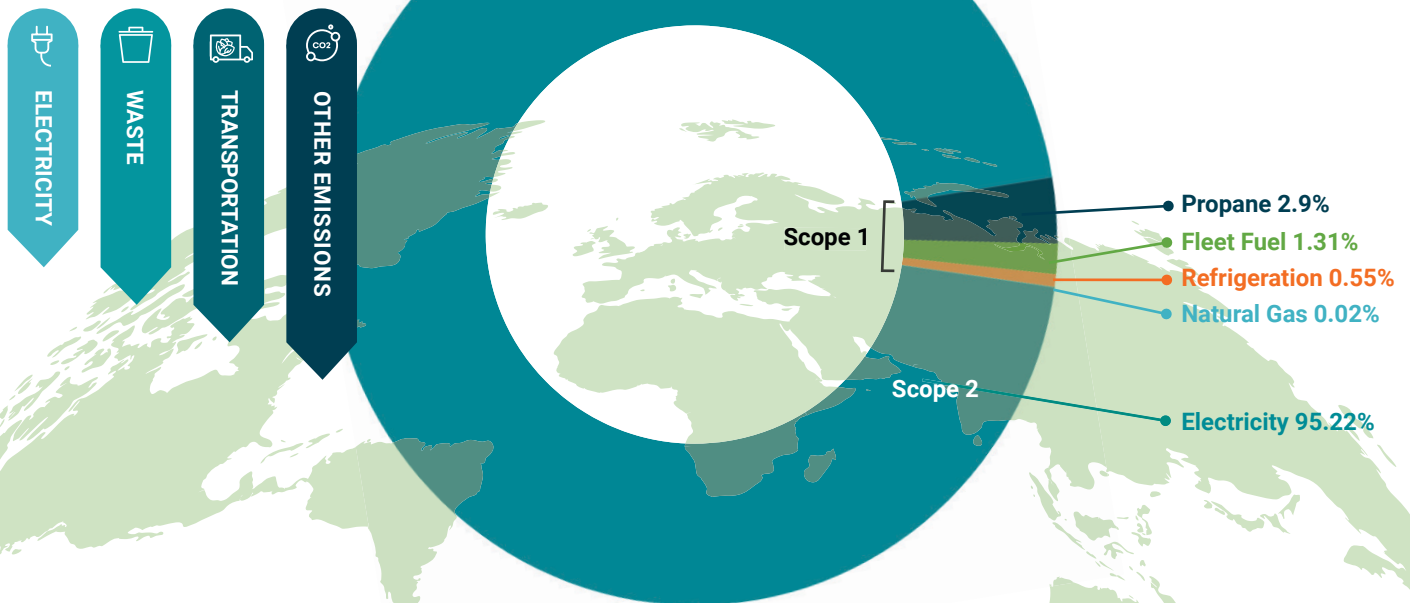 ELECTRICITY
WASTE
TRANSPORTATION
CO2
OTHER EMISSIONS
Scope 1
Propane 2.9%
Fleet Fuel 1.31%
Refrigeration 0.55%
Natural Gas 0.02%
Scope 2
Electricity 95.22%